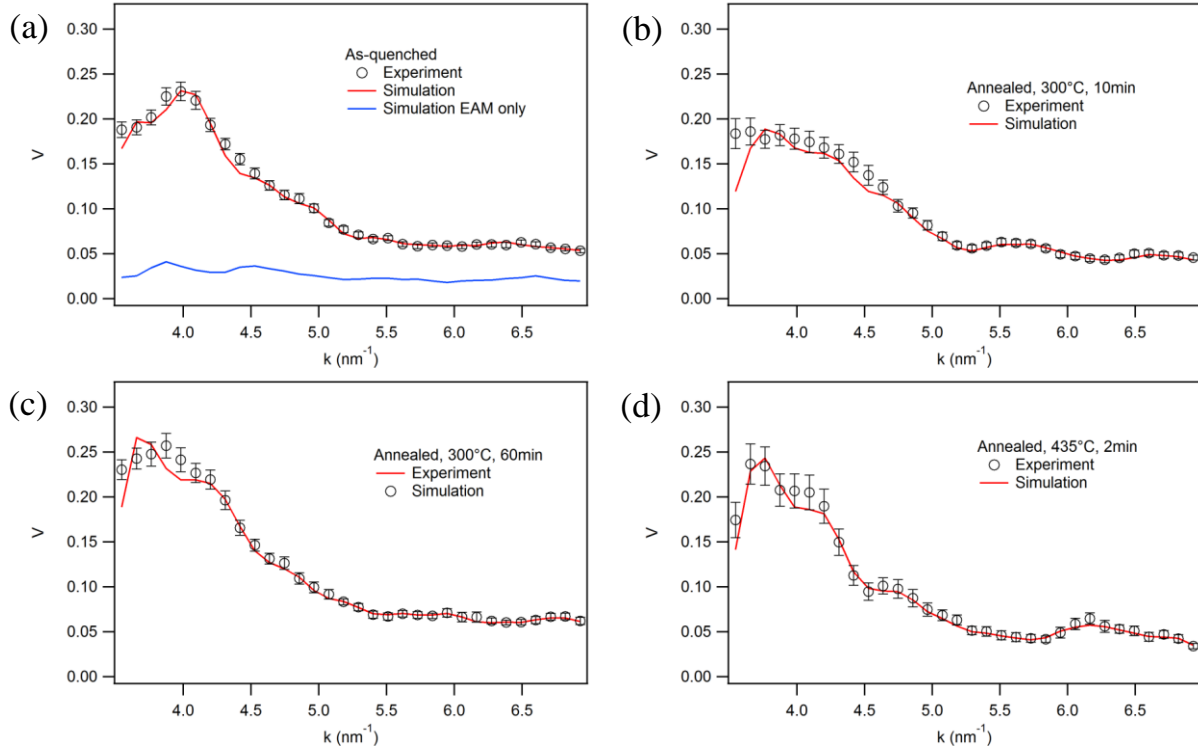 (a)
0.30
0.25
0.20
0.15
0.10
0.05
0.00
V
As-quenched
Experiment
Simulation
Simulation EAM only
4.0 4.5 5.0 5.5 6.0 6.5
k (nm⁻¹)
(b)
0.30
0.25
0.20
0.15
0.10
0.05
0.00
V
Annealed, 300°C, 10min
Experiment
Simulation
4.0 4.5 5.0 5.5 6.0 6.5
k (nm⁻¹)
(c)
0.30
0.25
0.20
0.15
0.10
0.05
0.00
V
Annealed, 300°C, 60min
Experiment
Simulation
4.0 4.5 5.0 5.5 6.0 6.5
k (nm⁻¹)
(d)
0.30
0.25
0.20
0.15
0.10
0.05
0.00
V
Annealed, 435°C, 2min
Experiment
Simulation
4.0 4.5 5.0 5.5 6.0 6.5
k (nm⁻¹)